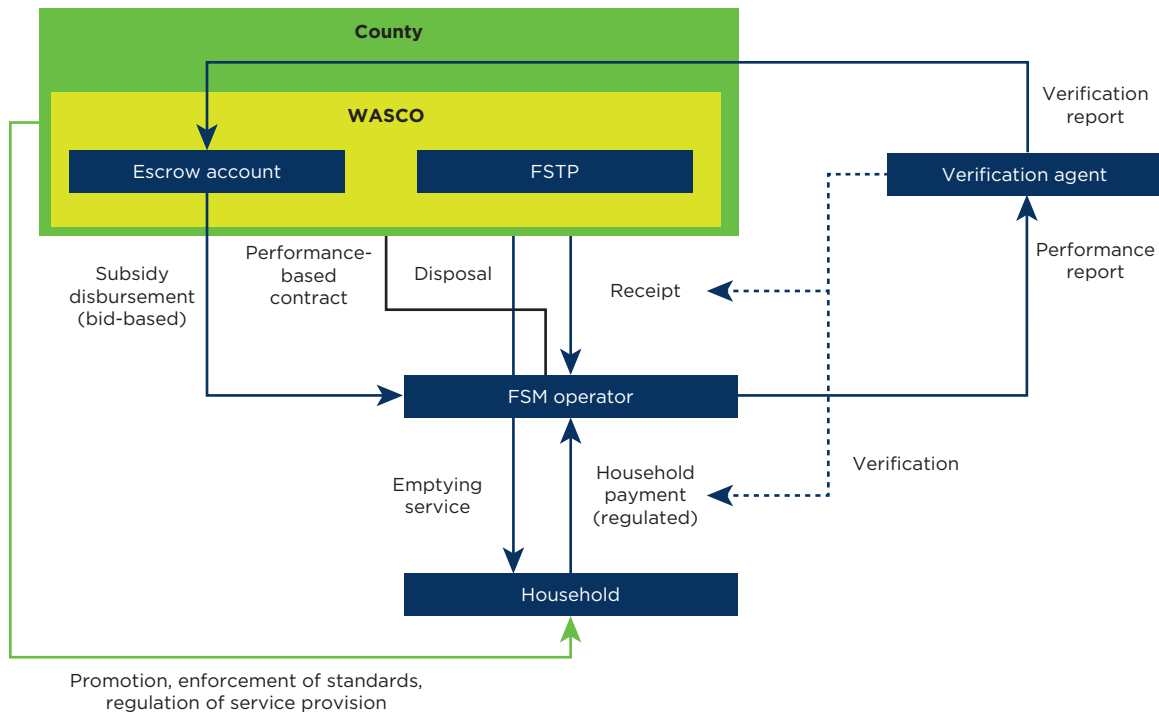 County
WASCO
Escrow account
FSTP
Verification
report
Verification agent
Performance
report
Subsidy
disbursement
(bid-based)
Performance-
based
contract
Disposal
Receipt
FSM operator
Emptying
service
Household
payment
(regulated)
Verification
Household
Promotion, enforcement of standards,
regulation of service provision